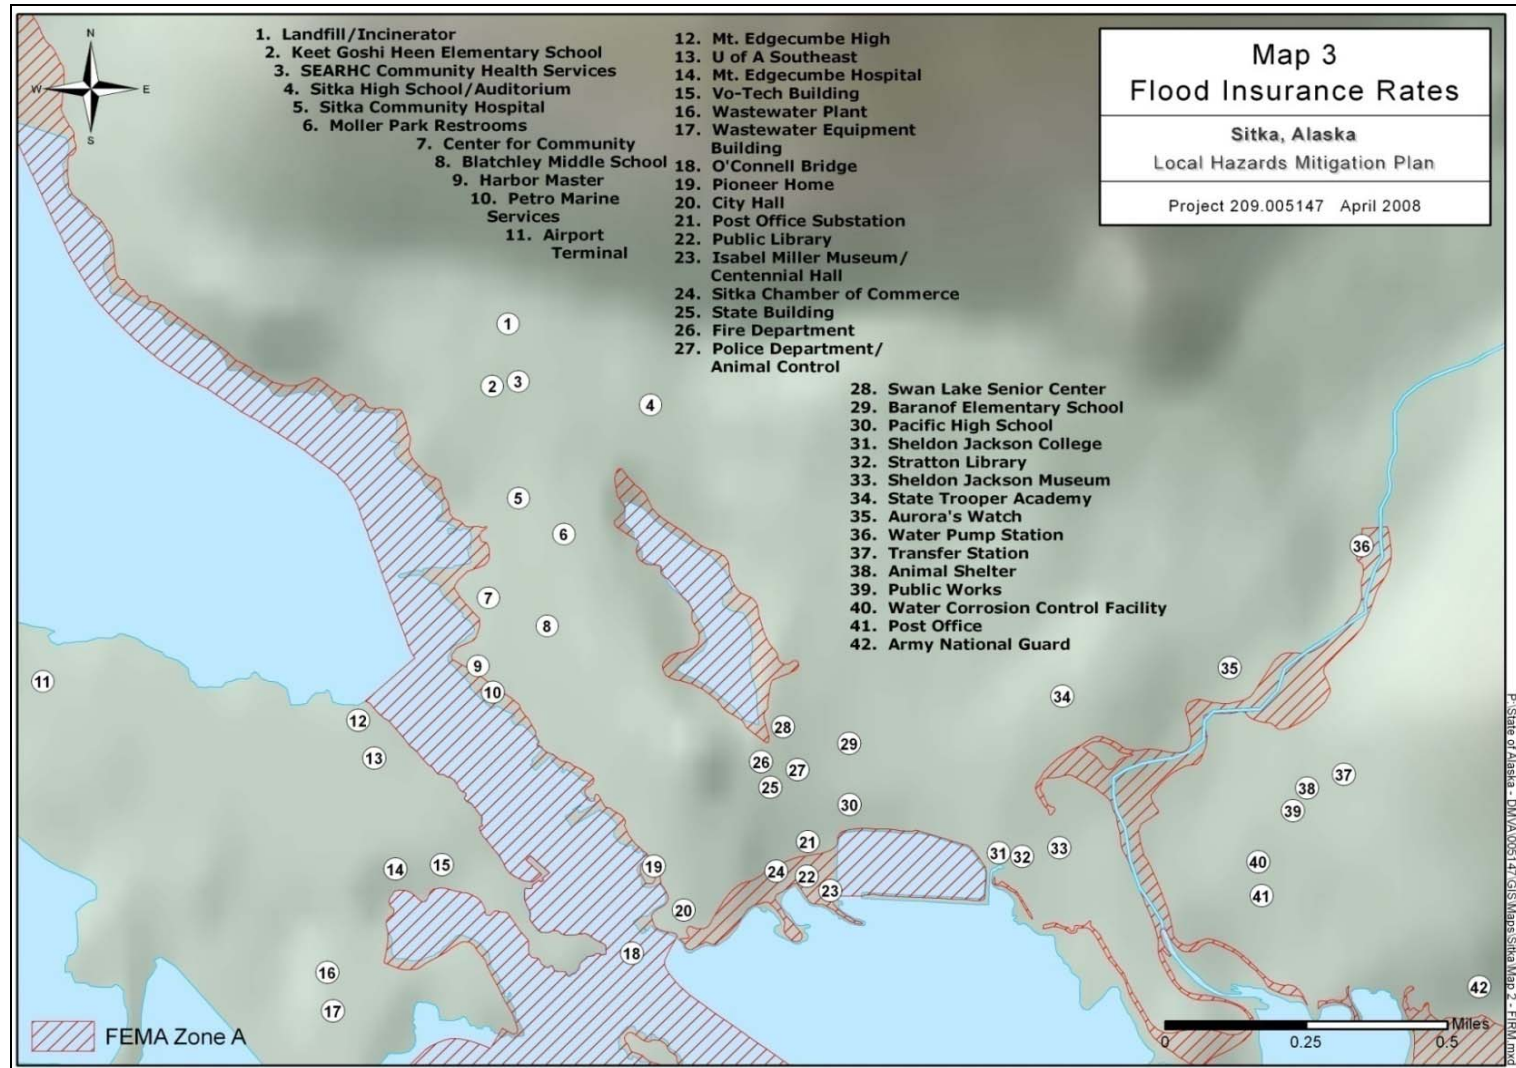 N
W
E
S
1. Landfill/Incinerator
2. Keet Goshi Heen Elementary School
3. SEARHC Community Health Services
4. Sitka High School/Auditorium
5. Sitka Community Hospital
6. Moller Park Restrooms
7. Center for Community
8. Blatchley Middle School
9. Harbor Master
10. Petro Marine
Services
11. Airport
Terminal
12. Mt. Edgecumbe High
13. U of A Southeast
14. Mt. Edgecumbe Hospital
15. Vo-Tech Building
16. Wastewater Plant
17. Wastewater Equipment
Building
18. O'Connell Bridge
19. Pioneer Home
20. City Hall
21. Post Office Substation
22. Public Library
23. Isabel Miller Museum/
Centennial Hall
24. Sitka Chamber of Commerce
25. State Building
26. Fire Department
27. Police Department/
Animal Control
28. Swan Lake Senior Center
29. Baranof Elementary School
30. Pacific High School
31. Sheldon Jackson College
32. Stratton Library
33. Sheldon Jackson Museum
34. State Trooper Academy
35. Aurora's Watch
36. Water Pump Station
37. Transfer Station
38. Animal Shelter
39. Public Works
40. Water Corrosion Control Facility
41. Post Office
42. Army National Guard
Map 3
Flood Insurance Rates
Sitka, Alaska
Local Hazards Mitigation Plan
Project 209.005147 April 2008
1
2
3
4
5
6
7
8
9
10
11
12
13
14
15
16
17
18
19
20
21
22
23
24
25
26
27
28
29
30
31
32
33
34
35
36
37
38
39
40
41
42
FEMA Zone A
Miles
0 0.25 0.5
P:\State of Alaska - DMVA\005147\GIS\Maps\Sitka\Map 2 - FIRM.mxd